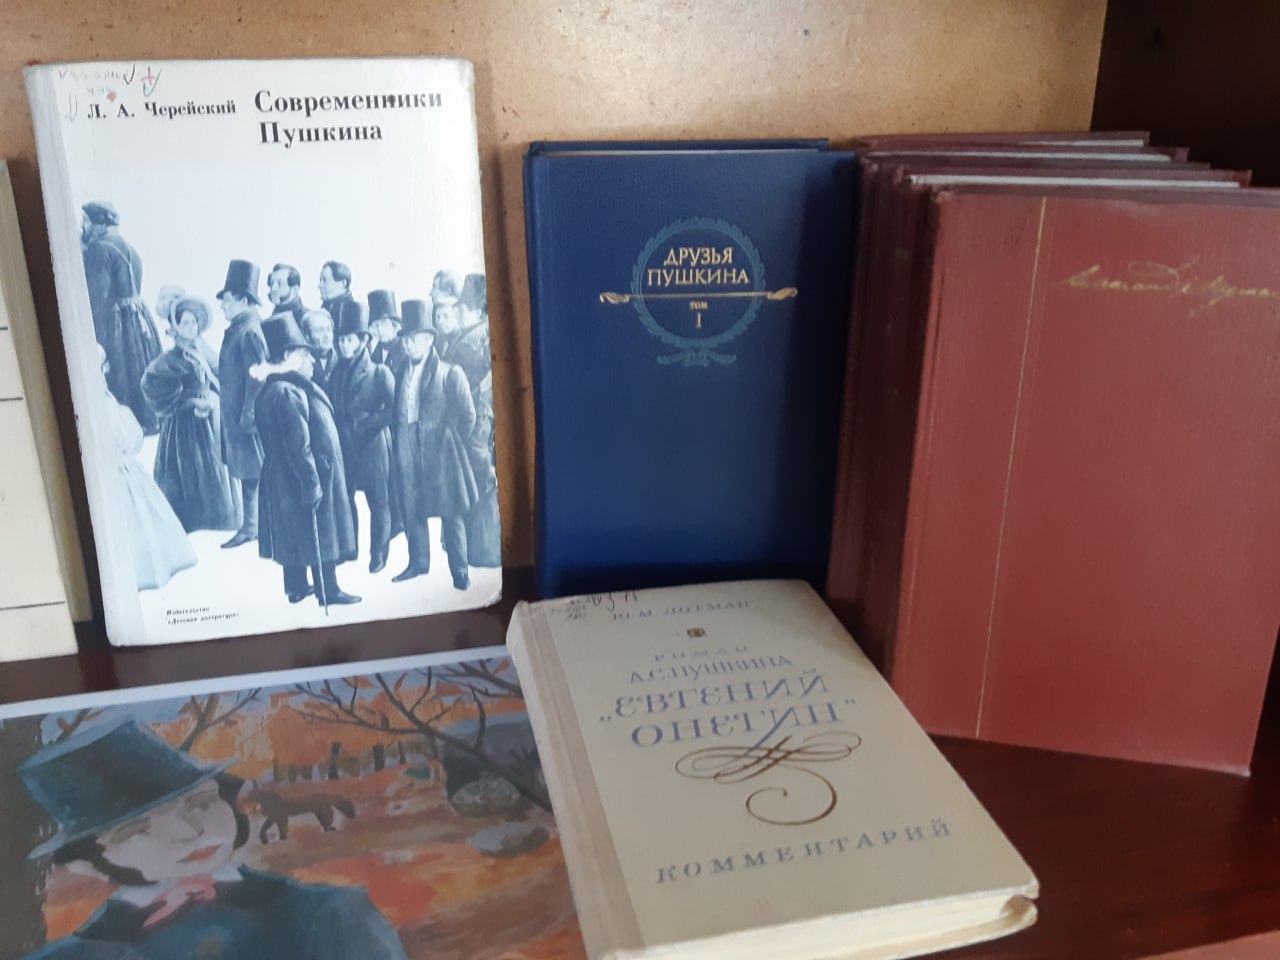 Л. А. Черейский
Современники
Пушкина
Издательство
«Детская литература»
ДРУЗЬЯ
ПУШКИНА
ТОМ
I
Ю. М. ЛОТМАН
РОМАН
А.С.ПУШКИНА
„ЕВГЕНИЙ
ОНЕГИН“
КОММЕНТАРИЙ